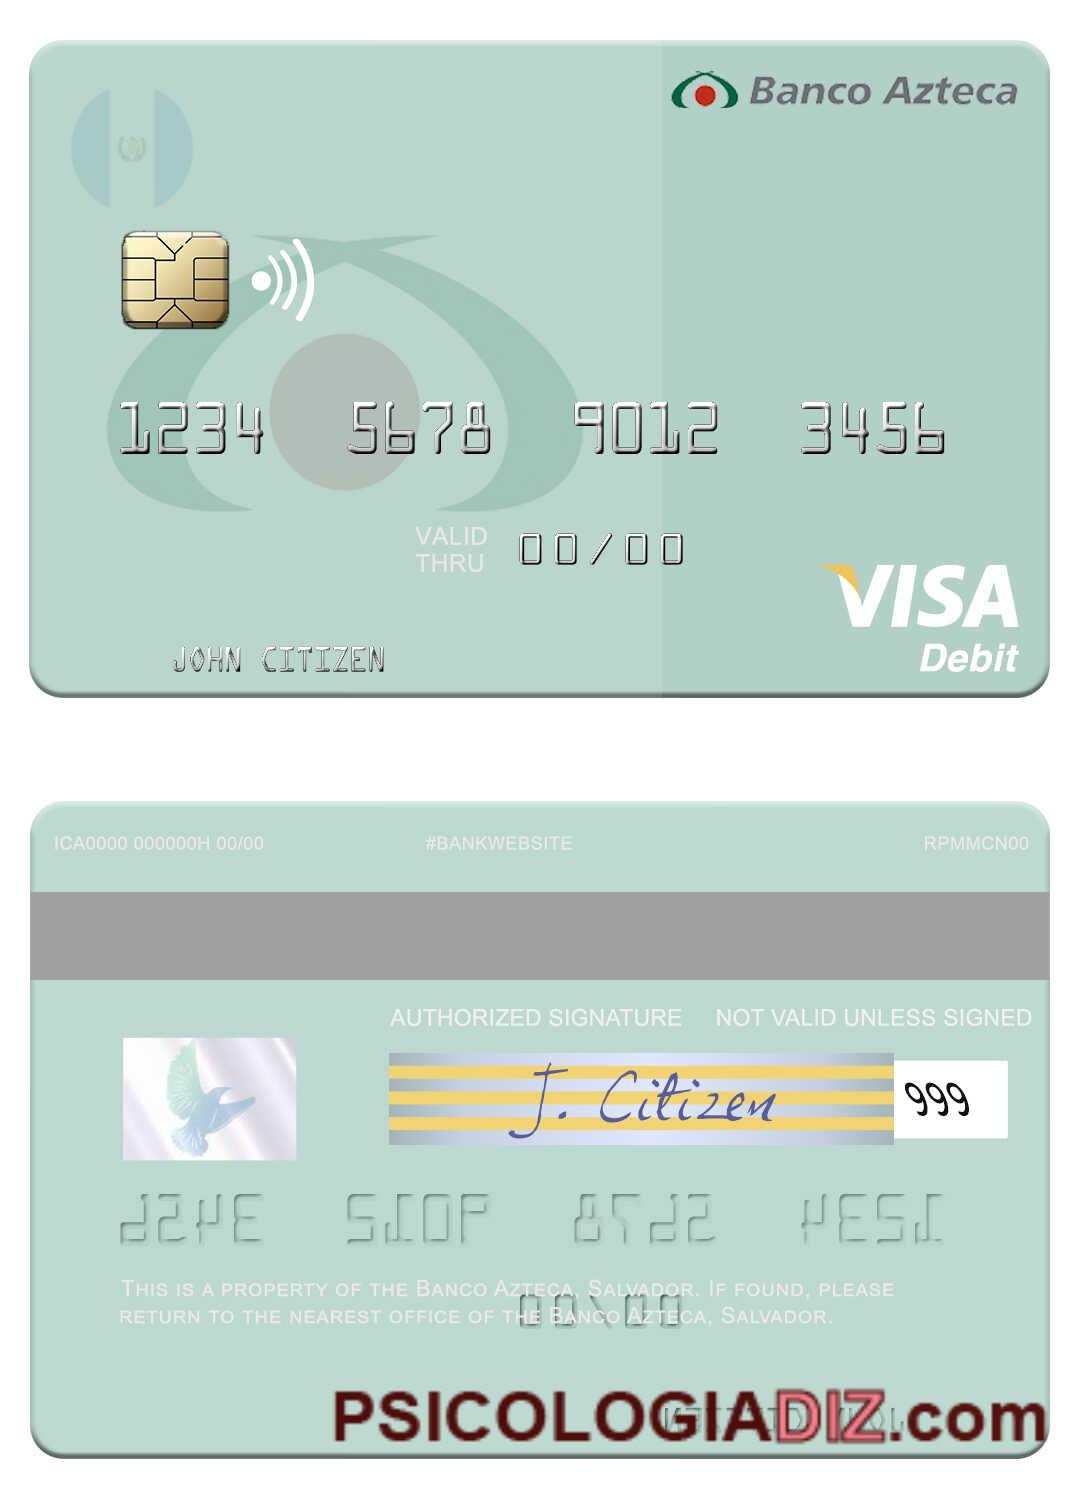 Banco Azteca
1234 5678 9012 3456
VALID
THRU 00/00
VISA
Debit
JOHN CITIZEN
ICA0000 000000H 00/00 #BANKWEBSITE RPMMCN00
AUTHORIZED SIGNATURE NOT VALID UNLESS SIGNED
J. Citizen 999
THIS IS A PROPERTY OF THE BANCO AZTECA, SALVADOR. IF FOUND, PLEASE
RETURN TO THE NEAREST OFFICE OF THE BANCO AZTECA, SALVADOR.
PSICOLOGIADIZ.com